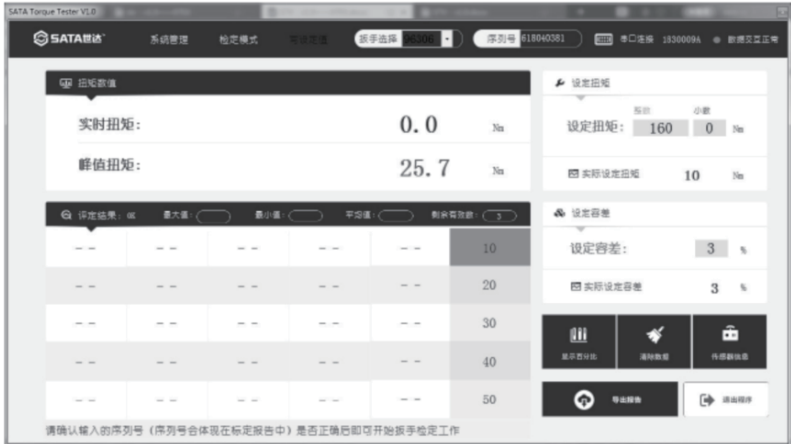 SATA Torque Tester V1.0
SATA世达 系统管理 检定模式 扳手选择 96306 序列号 618040381 串口连接 1830009A 数据交互正常
扭矩数值
实时扭矩: 0.0 Nm
峰值扭矩: 25.7 Nm
设定扭矩
整数 小数
设定扭矩: 160 0 Nm
实际设定扭矩 10 Nm
评定结果: OK 最大值: 最小值: 平均值: 剩余有效数: 3
-- -- -- -- -- 10
-- -- -- -- -- 20
-- -- -- -- -- 30
-- -- -- -- -- 40
-- -- -- -- -- 50
设定容差
设定容差: 3 %
实际设定容差 3 %
显示百分比 清除数据 传感器信息
导出报告 退出程序
请确认输入的序列号（序列号会体现在标定报告中）是否正确后即可开始扳手检定工作